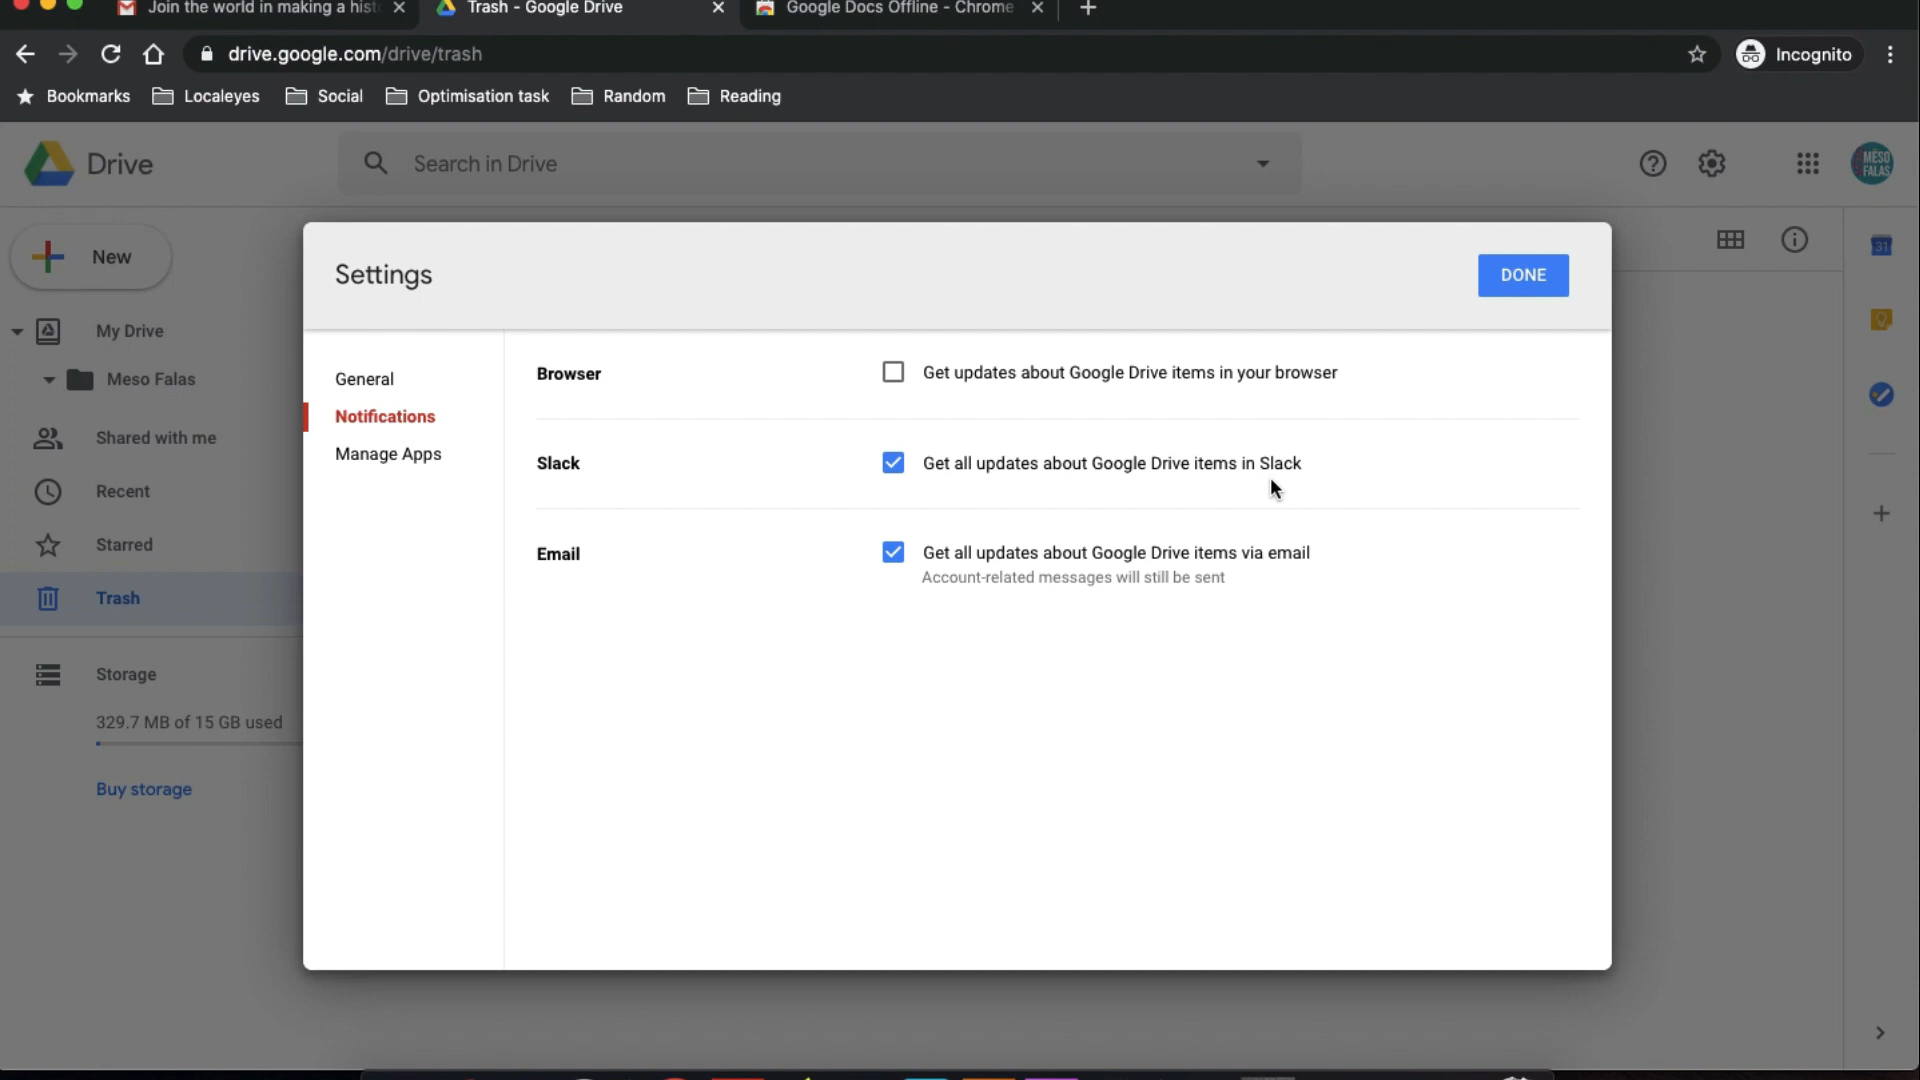 Join the world in making a hist
Trash - Google Drive
Google Docs Offline - Chrome
drive.google.com/drive/trash
Incognito
Bookmarks
Localeyes
Social
Optimisation task
Random
Reading
Drive
Search in Drive
MESO
FALAS
New
Settings
DONE
31
My Drive
Meso Falas
Shared with me
Recent
Starred
Trash
Storage
329.7 MB of 15 GB used
Buy storage
General
Notifications
Manage Apps
Browser
Get updates about Google Drive items in your browser
Slack
Get all updates about Google Drive items in Slack
Email
Get all updates about Google Drive items via email
Account-related messages will still be sent